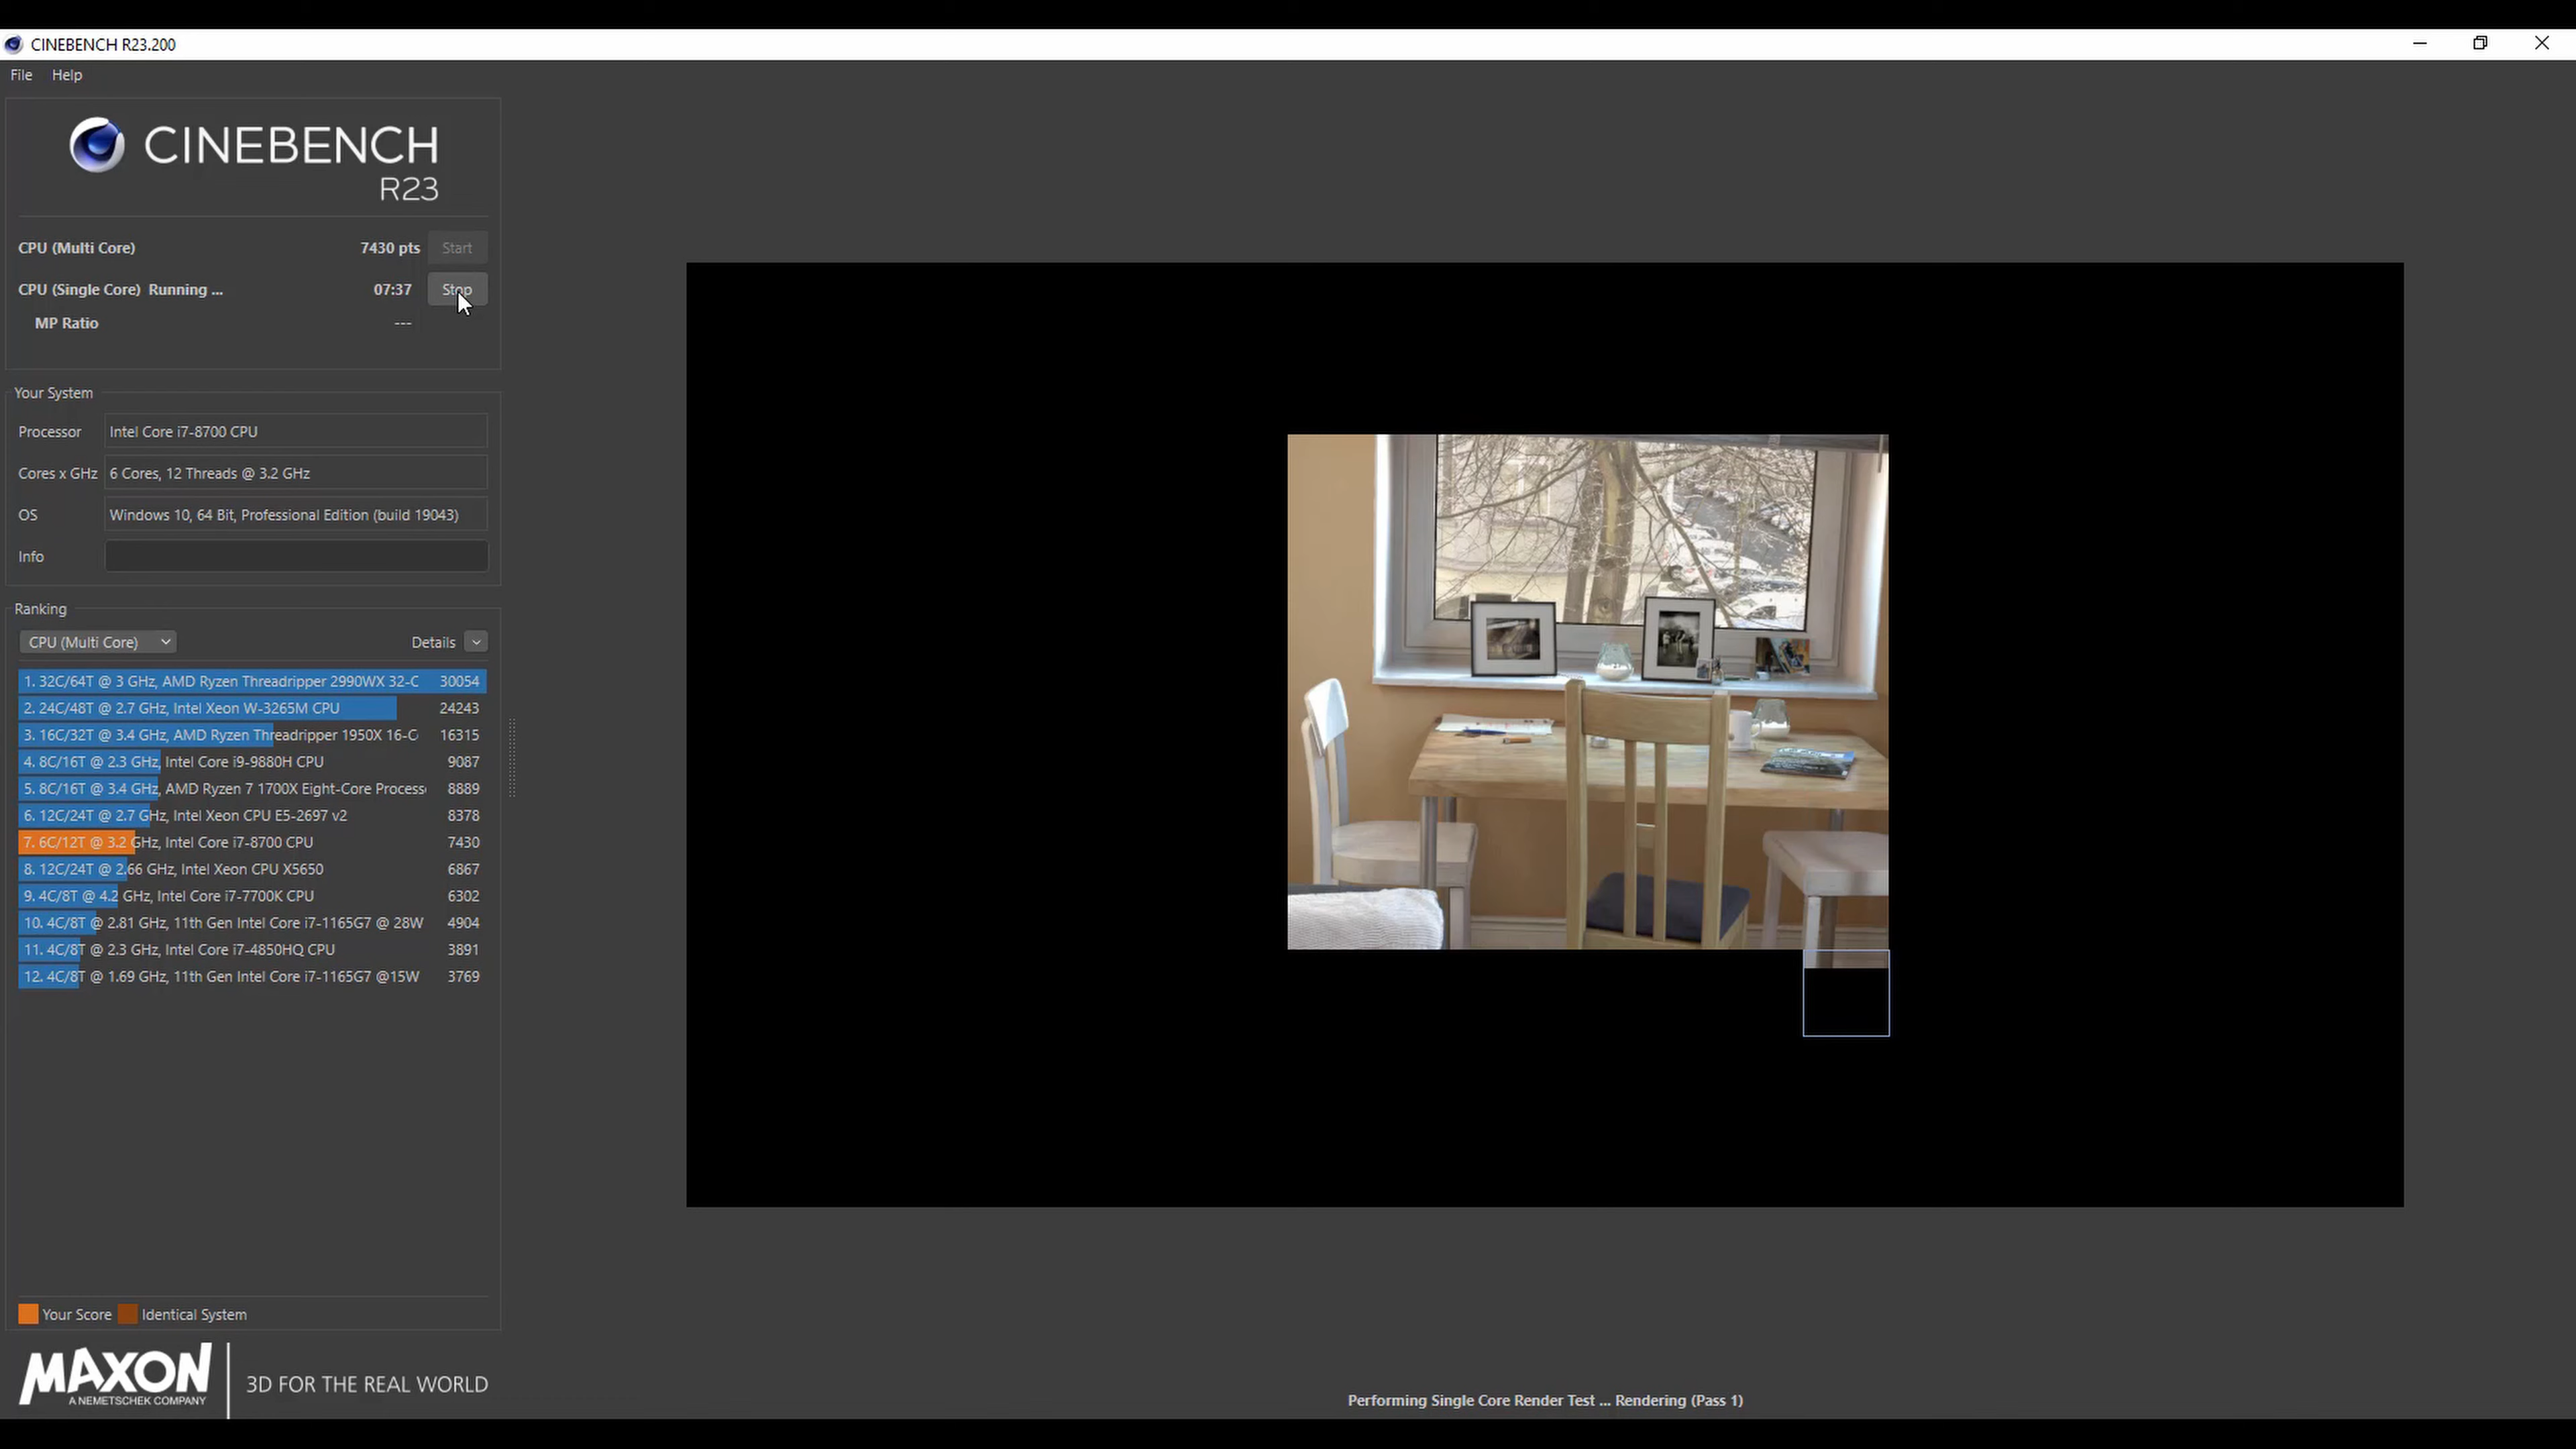 CINEBENCH R23.200
File Help
CINEBENCH
R23
CPU (Multi Core) 7430 pts Start
CPU (Single Core) Running ... 07:37 Stop
MP Ratio ---
Your System
Processor Intel Core i7-8700 CPU
Cores x GHz 6 Cores, 12 Threads @ 3.2 GHz
OS Windows 10, 64 Bit, Professional Edition (build 19043)
Info
Ranking
CPU (Multi Core) Details
1. 32C/64T @ 3 GHz, AMD Ryzen Threadripper 2990WX 32-C 30054
2. 24C/48T @ 2.7 GHz, Intel Xeon W-3265M CPU 24243
3. 16C/32T @ 3.4 GHz, AMD Ryzen Threadripper 1950X 16-C 16315
4. 8C/16T @ 2.3 GHz, Intel Core i9-9880H CPU 9087
5. 8C/16T @ 3.4 GHz, AMD Ryzen 7 1700X Eight-Core Process 8889
6. 12C/24T @ 2.7 GHz, Intel Xeon CPU E5-2697 v2 8378
7. 6C/12T @ 3.2 GHz, Intel Core i7-8700 CPU 7430
8. 12C/24T @ 2.66 GHz, Intel Xeon CPU X5650 6867
9. 4C/8T @ 4.2 GHz, Intel Core i7-7700K CPU 6302
10. 4C/8T @ 2.81 GHz, 11th Gen Intel Core i7-1165G7 @ 28W 4904
11. 4C/8T @ 2.3 GHz, Intel Core i7-4850HQ CPU 3891
12. 4C/8T @ 1.69 GHz, 11th Gen Intel Core i7-1165G7 @15W 3769
Your Score Identical System
MAXON
A NEMETSCHEK COMPANY
3D FOR THE REAL WORLD
Performing Single Core Render Test ... Rendering (Pass 1)